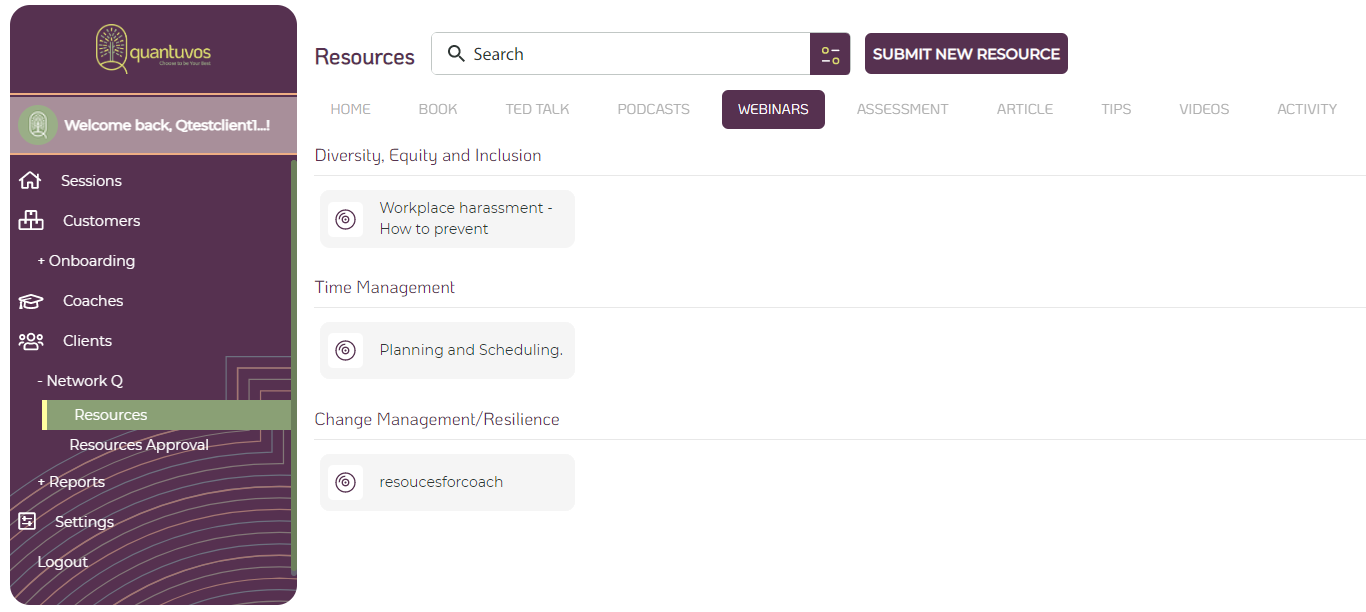 quantuvos
Choose to be Your Best
Welcome back, Qtestclient1...!
Sessions
Customers
+ Onboarding
Coaches
Clients
- Network Q
Resources
Resources Approval
+ Reports
Settings
Logout
Resources
Search
SUBMIT NEW RESOURCE
HOME BOOK TED TALK PODCASTS WEBINARS ASSESSMENT ARTICLE TIPS VIDEOS ACTIVITY
Diversity, Equity and Inclusion
Workplace harassment -
How to prevent
Time Management
Planning and Scheduling.
Change Management/Resilience
resoucesforcoach